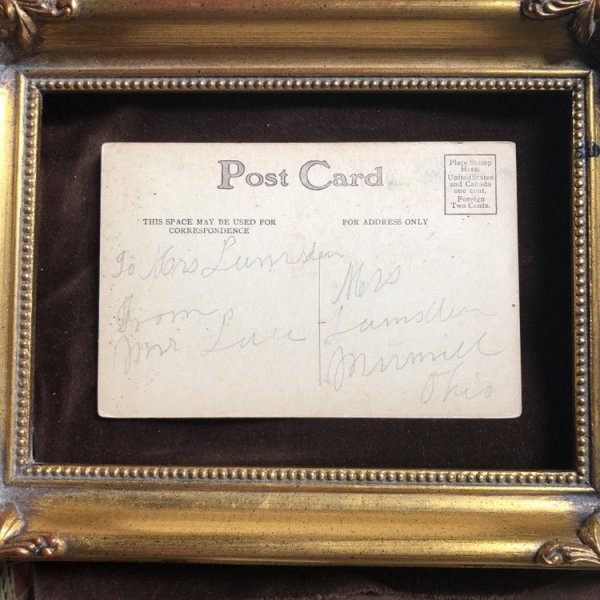 Post Card
Place Stamp
Here.
United States
and Canada
one cent.
Foreign
Two Cents.
THIS SPACE MAY BE USED FOR
CORRESPONDENCE
FOR ADDRESS ONLY
To Mrs Lumsden
From
Mr
Mrs
Lumsden
Ohio